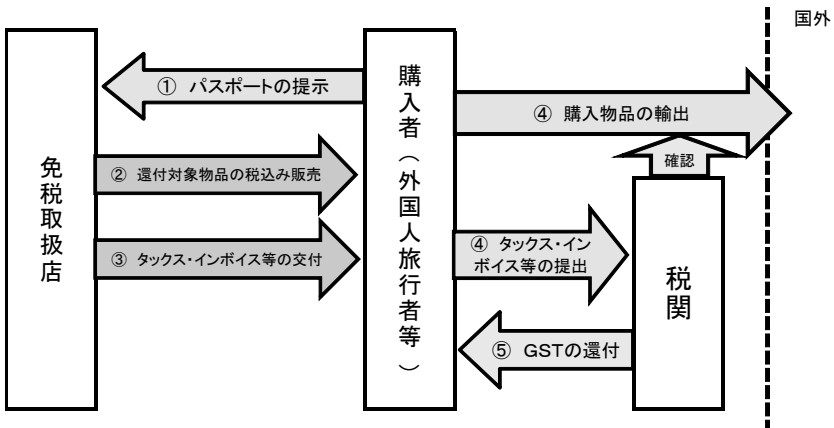 国外
① パスポートの提示
② 還付対象物品の税込み販売
③ タックス・インボイス等の交付
免税取扱店
購入者（外国人旅行者等）
④ 購入物品の輸出
確認
④ タックス・イン
ボイス等の提出
⑤ GSTの還付
税関